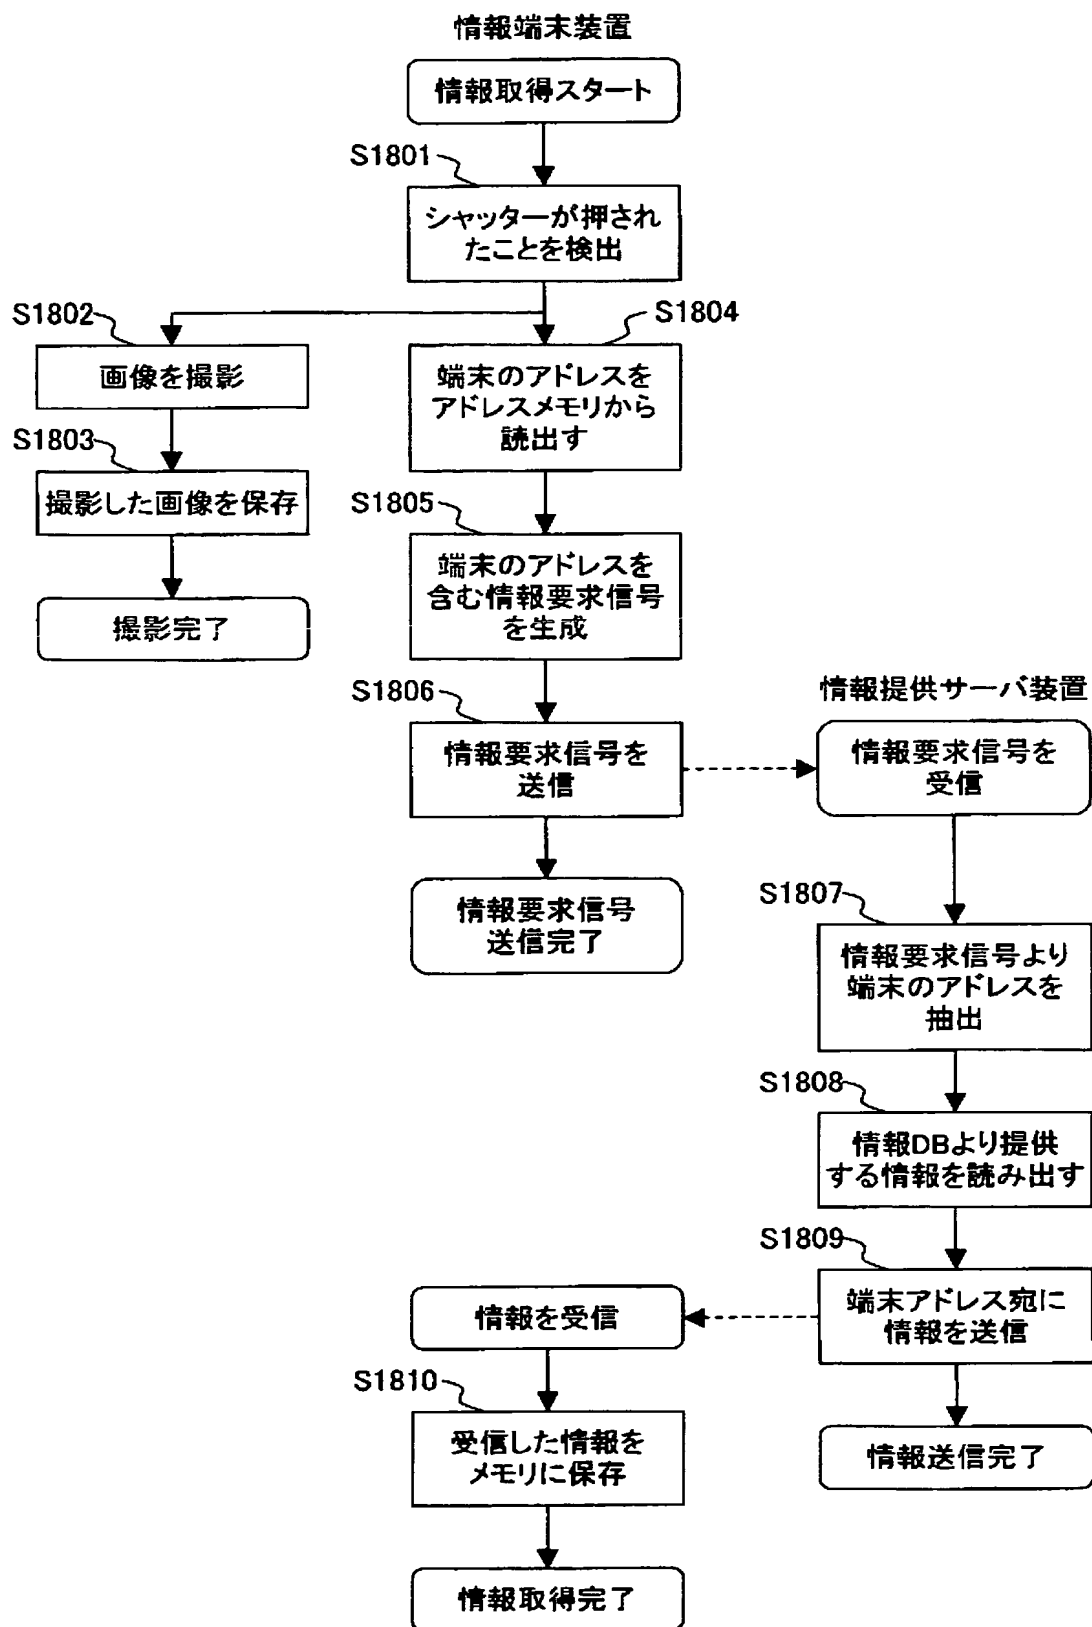 情報端末装置
情報取得スタート
S1801
シャッターが押され
たことを検出
S1802
画像を撮影
S1803
撮影した画像を保存
撮影完了
S1804
端末のアドレスを
アドレスメモリから
読出す
S1805
端末のアドレスを
含む情報要求信号
を生成
S1806
情報要求信号を
送信
情報要求信号
送信完了
情報提供サーバ装置
情報要求信号を
受信
S1807
情報要求信号より
端末のアドレスを
抽出
S1808
情報DBより提供
する情報を読み出す
S1809
端末アドレス宛に
情報を送信
情報送信完了
情報を受信
S1810
受信した情報を
メモリに保存
情報取得完了